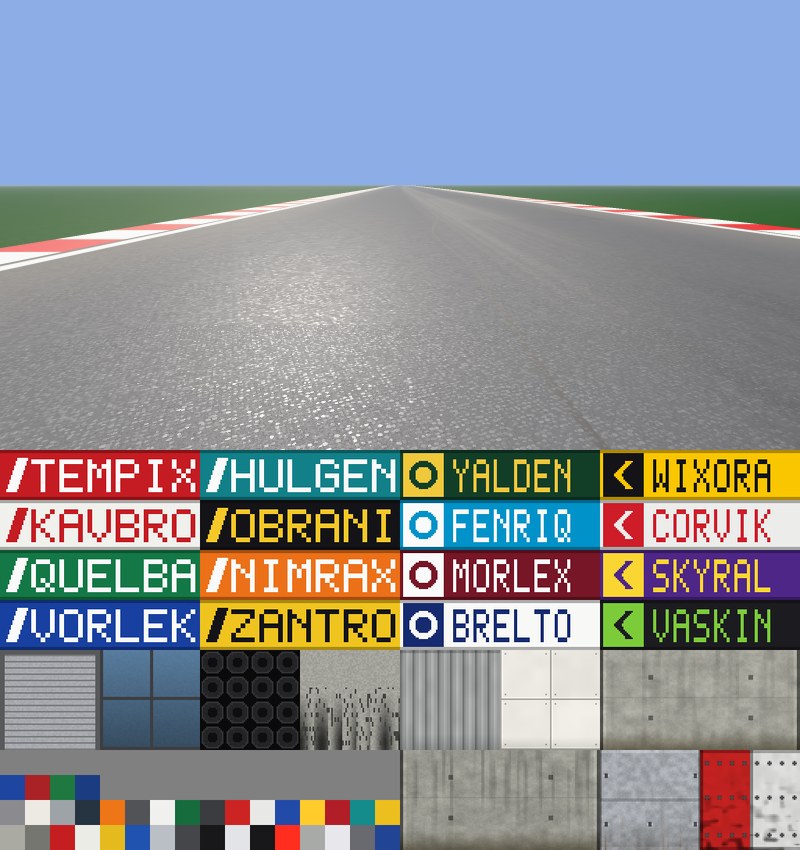 TEMPIX HULGEN YALDEN WIXORA
KAVBRO OBRANI FENRIQ CORVIK
QUELBA NIMRAX MORLEX SKYRAL
VORLEK ZANTRO BRELTO VASKIN